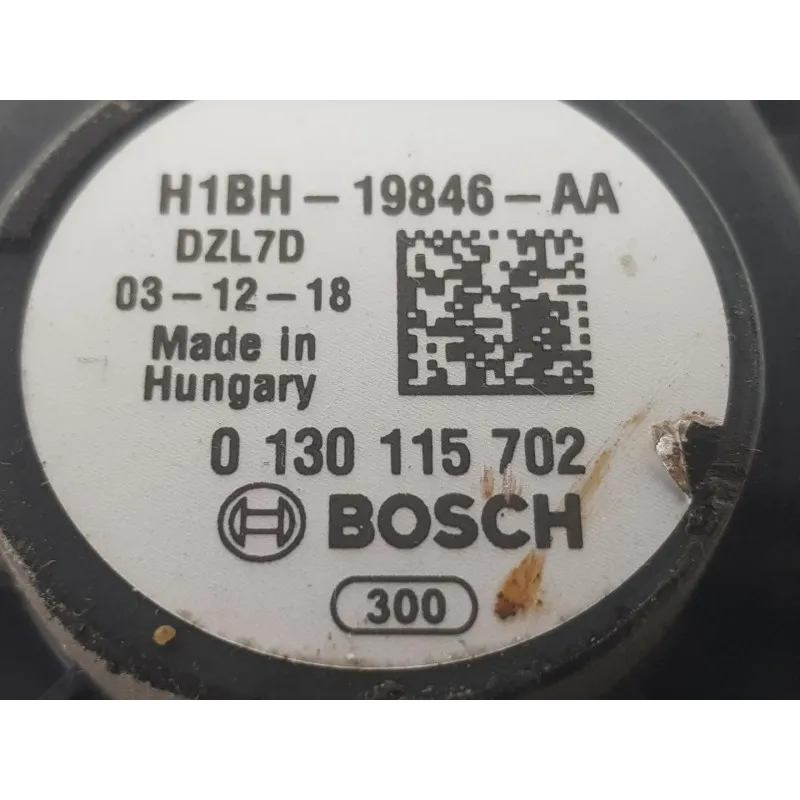 H1BH-19846-AA
DZL7D
03-12-18
Made in
Hungary
0 130 115 702
BOSCH
300